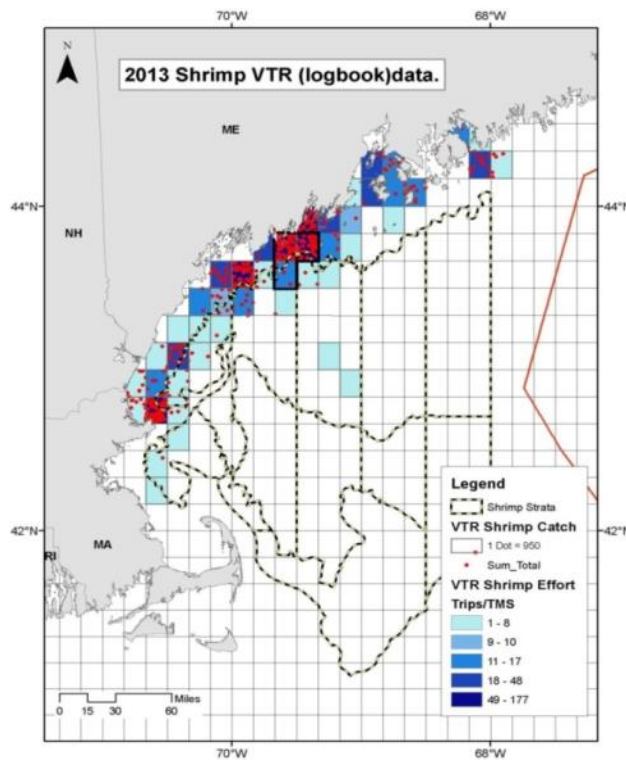 70°W
68°W
N
2013 Shrimp VTR (logbook)data.
ME
44°N
44°N
NH
Legend
Shrimp Strata
VTR Shrimp Catch
1 Dot = 950
Sum_Total
VTR Shrimp Effort
Trips/TMS
1 - 8
9 - 10
11 - 17
18 - 48
49 - 177
42°N
42°N
MA
RI
Miles
0 15 30 60
70°W
68°W